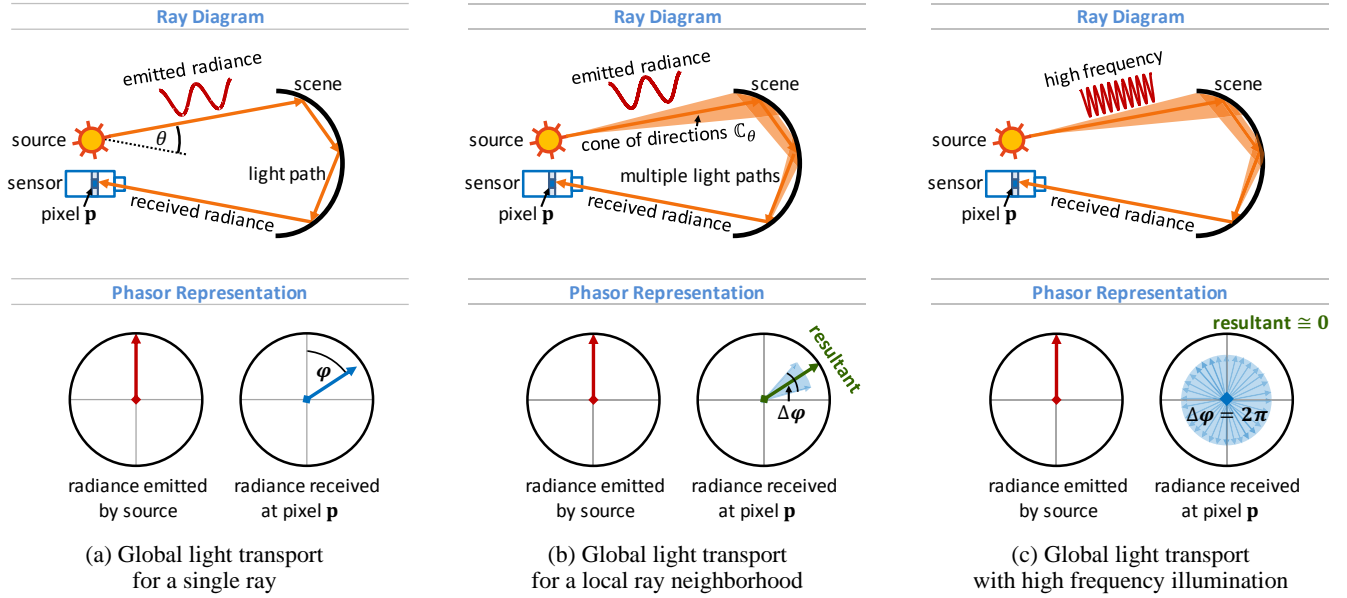 Ray Diagram
emitted radiance
scene
source
θ
light path
sensor
pixel p
received radiance
Phasor Representation
φ
radiance emitted
by source
radiance received
at pixel p
(a) Global light transport
for a single ray
Ray Diagram
emitted radiance
scene
source
cone of directions ℂ_θ
multiple light paths
sensor
pixel p
received radiance
Phasor Representation
resultant
Δφ
radiance emitted
by source
radiance received
at pixel p
(b) Global light transport
for a local ray neighborhood
Ray Diagram
high frequency
scene
source
sensor
pixel p
received radiance
Phasor Representation
resultant ≅ 0
Δφ = 2π
radiance emitted
by source
radiance received
at pixel p
(c) Global light transport
with high frequency illumination